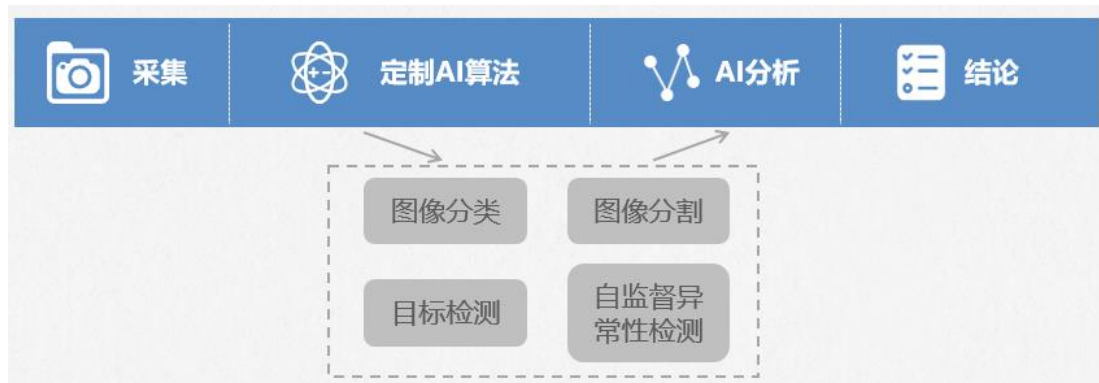 采集
定制AI算法
AI分析
结论
图像分类
图像分割
目标检测
自监督异
常性检测